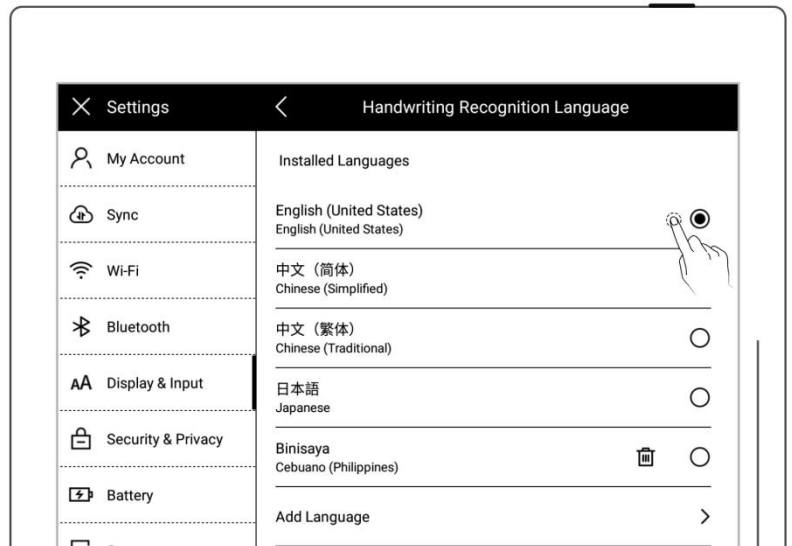 Settings
Handwriting Recognition Language
My Account
Sync
Wi-Fi
Bluetooth
AA Display & Input
Security & Privacy
Battery
Installed Languages
English (United States)
English (United States)
中文（简体）
Chinese (Simplified)
中文（繁体）
Chinese (Traditional)
日本語
Japanese
Binisaya
Cebuano (Philippines)
Add Language